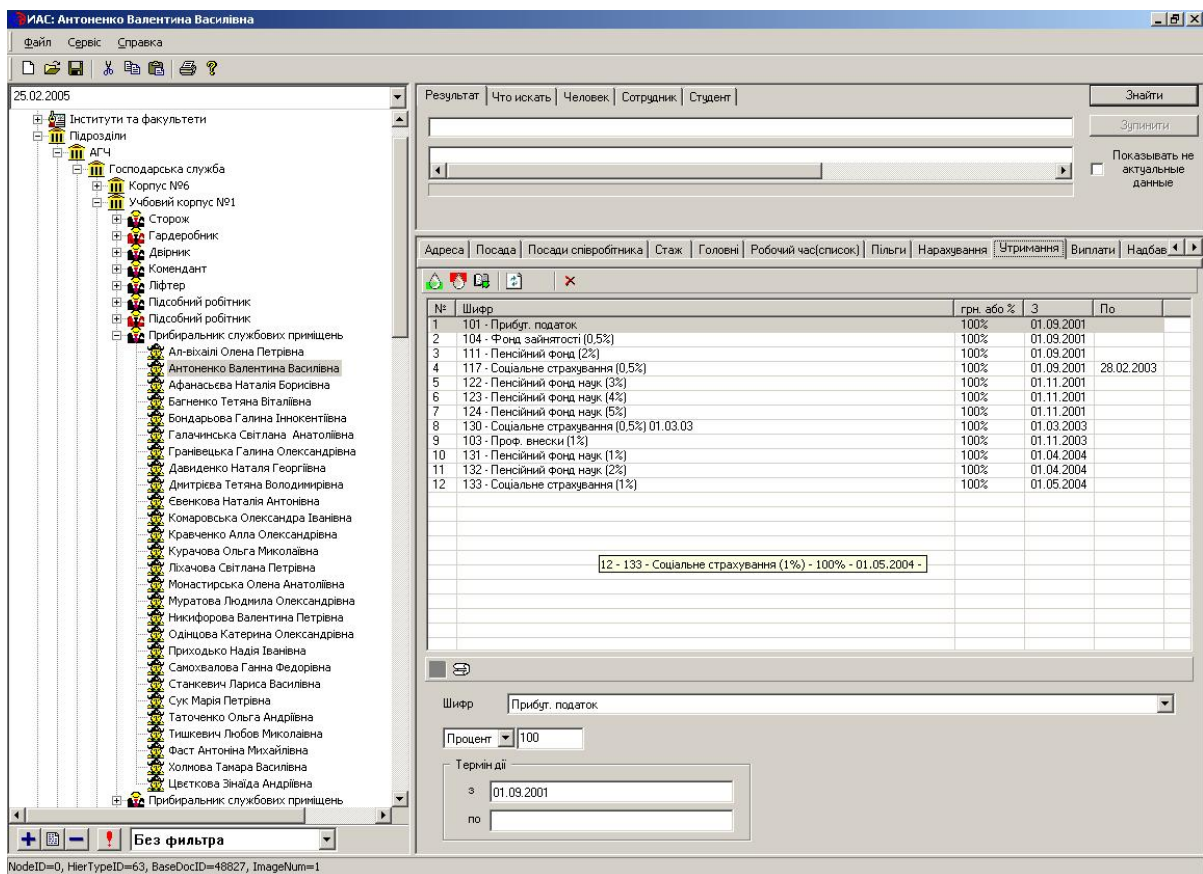 ИАС: Антоненко Валентина Василівна
Файл Сервіс Справка
25.02.2005
Інститути та факультети
Підрозділи
АГЧ
Господарська служба
Корпус №6
Учбовий корпус №1
Сторож
Гардеробник
Двірник
Комендант
Ліфтер
Підсобний робітник
Підсобний робітник
Прибиральник службових приміщень
Ал-віхаілі Олена Петрівна
Антоненко Валентина Василівна
Афанасьєва Наталія Борисівна
Багненко Тетяна Віталіївна
Бондарьова Галина Іннокентіївна
Галачинська Світлана Анатоліївна
Гранівецька Галина Олександрівна
Давиденко Наталя Георгіївна
Дмитрієва Тетяна Володимирівна
Євенкова Наталія Антонівна
Комаровська Олександра Іванівна
Кравченко Алла Олександрівна
Курачова Ольга Миколаївна
Ліхачова Світлана Петрівна
Монастирська Олена Анатоліївна
Муратова Людмила Олександрівна
Никифорова Валентина Петрівна
Одінцова Катерина Олександрівна
Приходько Надія Іванівна
Самохвалова Ганна Федорівна
Станкевич Лариса Василівна
Сук Марія Петрівна
Таточенко Ольга Андріївна
Тишкевич Любов Миколаівна
Фаст Антоніна Михайлівна
Холмова Тамара Василівна
Цвєткова Зінаїда Андріївна
Прибиральник службових приміщень
Без фильтра
Результат Что искать Человек Сотрудник Студент
Знайти
Зупинити
Показывать не
актуальные
данные
Адреса Посада Посади співробітника Стаж Головні Робочий час(список) Пільги Нарахування Утримання Виплати Надбав
№ Шифр грн. або % З По
1 101 - Прибут. податок 100% 01.09.2001
2 104 - Фонд зайнятості (0,5%) 100% 01.09.2001
3 111 - Пенсійний фонд (2%) 100% 01.09.2001
4 117 - Соціальне страхування (0,5%) 100% 01.09.2001 28.02.2003
5 122 - Пенсійний фонд наук (3%) 100% 01.11.2001
6 123 - Пенсійний фонд наук (4%) 100% 01.11.2001
7 124 - Пенсійний фонд наук (5%) 100% 01.11.2001
8 130 - Соціальне страхування (0,5%) 01.03.03 100% 01.03.2003
9 103 - Проф. внески (1%) 100% 01.11.2003
10 131 - Пенсійний фонд наук (1%) 100% 01.04.2004
11 132 - Пенсійний фонд наук (2%) 100% 01.04.2004
12 133 - Соціальне страхування (1%) 100% 01.05.2004
12 - 133 - Соціальне страхування (1%) - 100% - 01.05.2004 -
Шифр Прибут. податок
Процент 100
Термін дії
з 01.09.2001
по
NodeID=0, HierTypeID=63, BaseDocID=48827, ImageNum=1